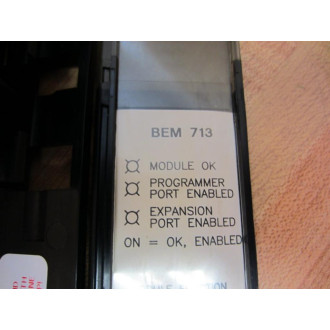 BEM 713
MODULE OK
PROGRAMMER
PORT ENABLED
EXPANSION
PORT ENABLED
ON = OK, ENABLED